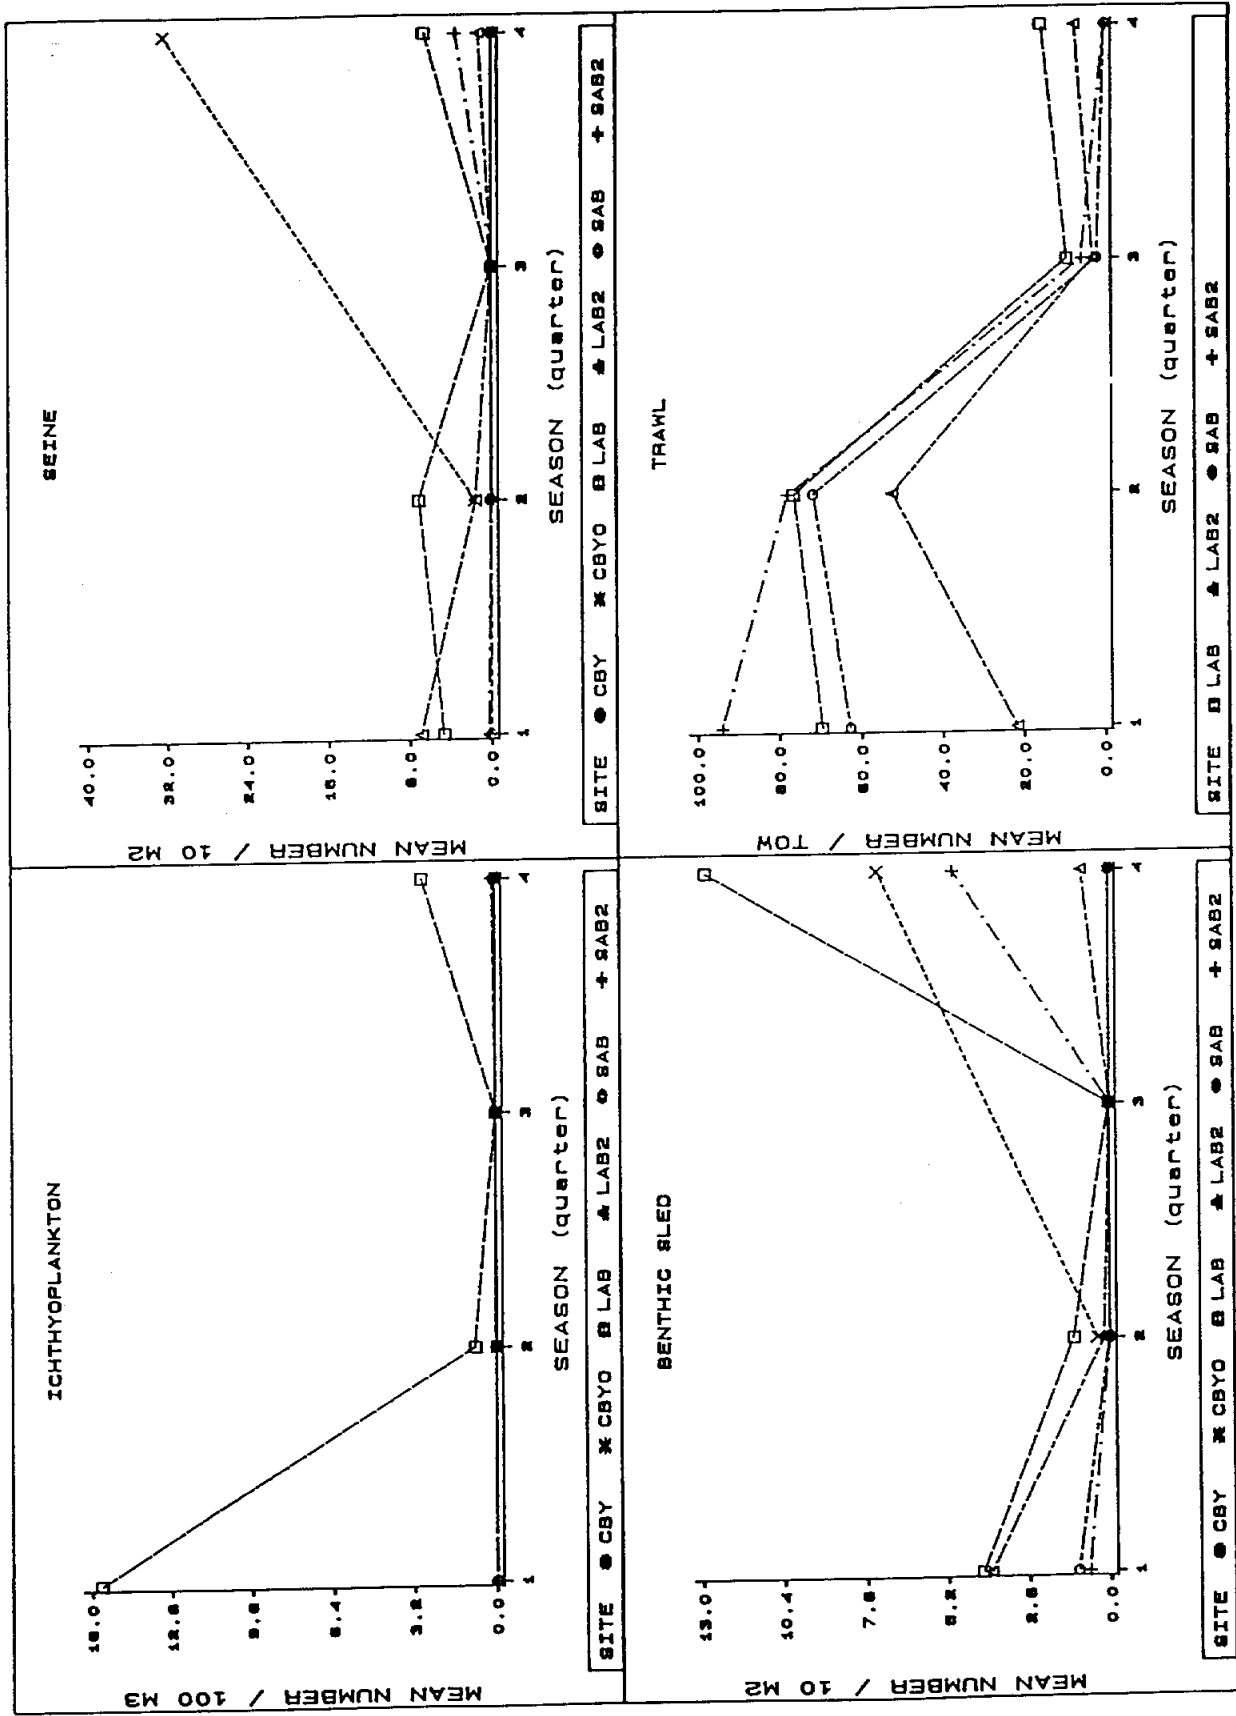 ICHTHYOPLANKTON
MEAN NUMBER / 100 M3
16.0
12.8
9.6
6.4
3.2
0.0
1 2 3 4
SEASON (quarter)
SITE CBY CBYO LAB LAB2 SAB SAB2
SEINE
MEAN NUMBER / 10 M2
40.0
32.0
24.0
16.0
8.0
0.0
1 2 3 4
SEASON (quarter)
SITE CBY CBYO LAB LAB2 SAB SAB2
BENTHIC SLED
MEAN NUMBER / 10 M2
13.0
10.4
7.8
5.2
2.6
0.0
1 2 3 4
SEASON (quarter)
SITE CBY CBYO LAB LAB2 SAB SAB2
TRAWL
MEAN NUMBER / TOW
100.0
80.0
60.0
40.0
20.0
0.0
1 2 3 4
SEASON (quarter)
SITE LAB LAB2 SAB SAB2